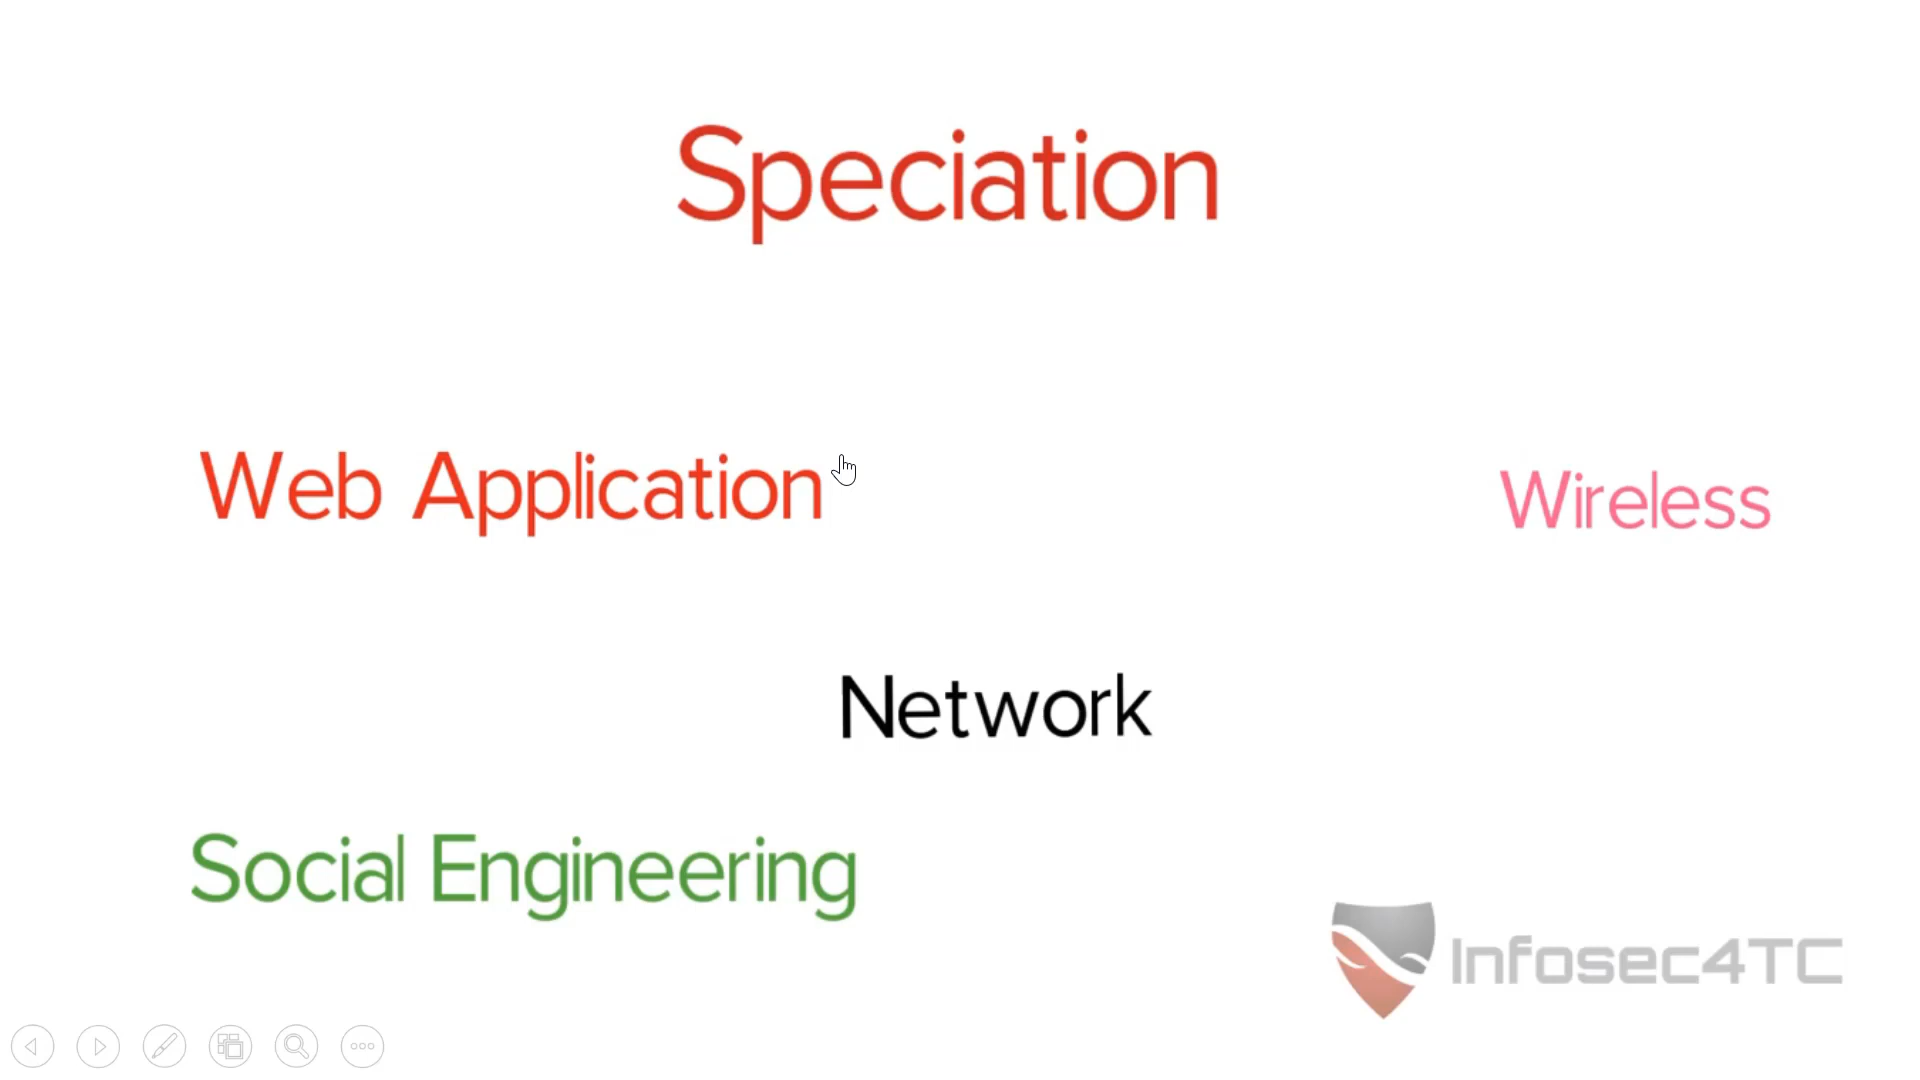 Speciation
Web Application
Wireless
Network
Social Engineering
Infosec4TC